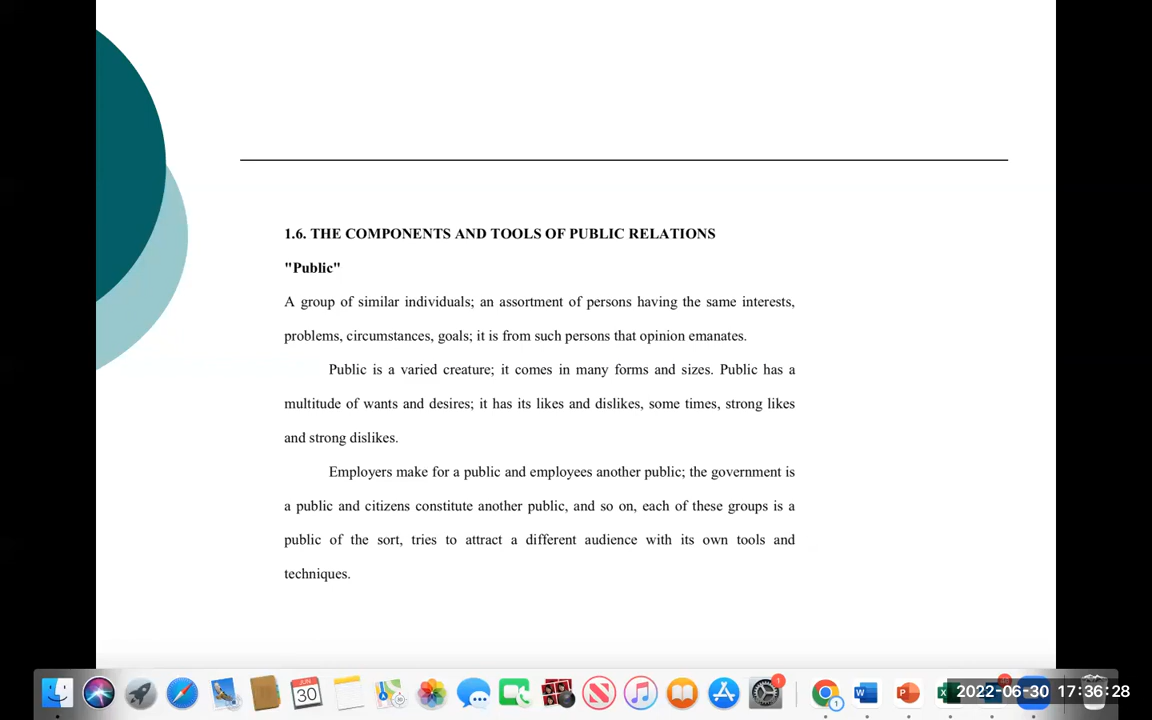 1.6. THE COMPONENTS AND TOOLS OF PUBLIC RELATIONS
"Public"
A group of similar individuals; an assortment of persons having the same interests,
problems, circumstances, goals; it is from such persons that opinion emanates.
Public is a varied creature; it comes in many forms and sizes. Public has a
multitude of wants and desires; it has its likes and dislikes, some times, strong likes
and strong dislikes.
Employers make for a public and employees another public; the government is
a public and citizens constitute another public, and so on, each of these groups is a
public of the sort, tries to attract a different audience with its own tools and
techniques.
JUN
30
1
1
2022-06-30 17:36:28